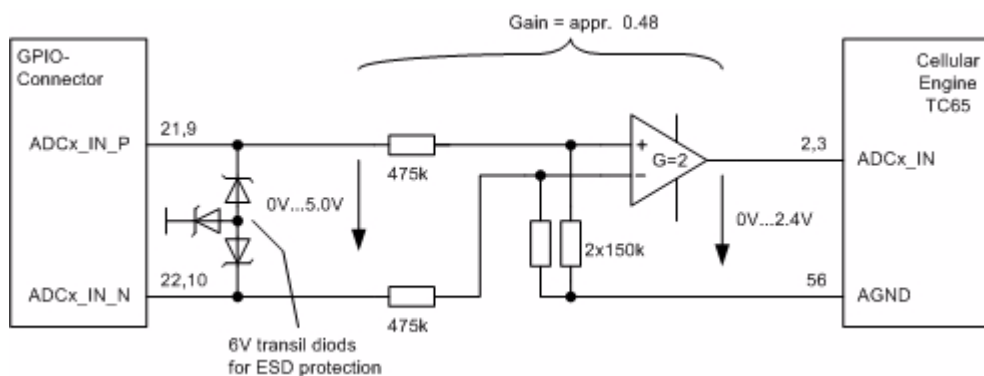 Gain = appr. 0.48
GPIO-
Connector
Cellular
Engine
TC65
ADCx_IN_P
21,9
475k
+
G=2
−
2,3
ADCx_IN
0V...5.0V
0V...2.4V
2x150k
ADCx_IN_N
22,10
475k
56
AGND
6V transil diods
for ESD protection